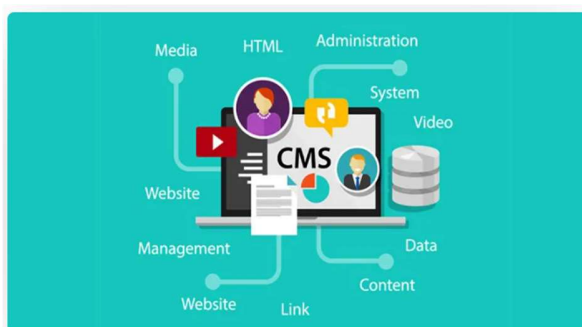 Media
HTML
Administration
System
Video
CMS
Website
Management
Data
Content
Website
Link